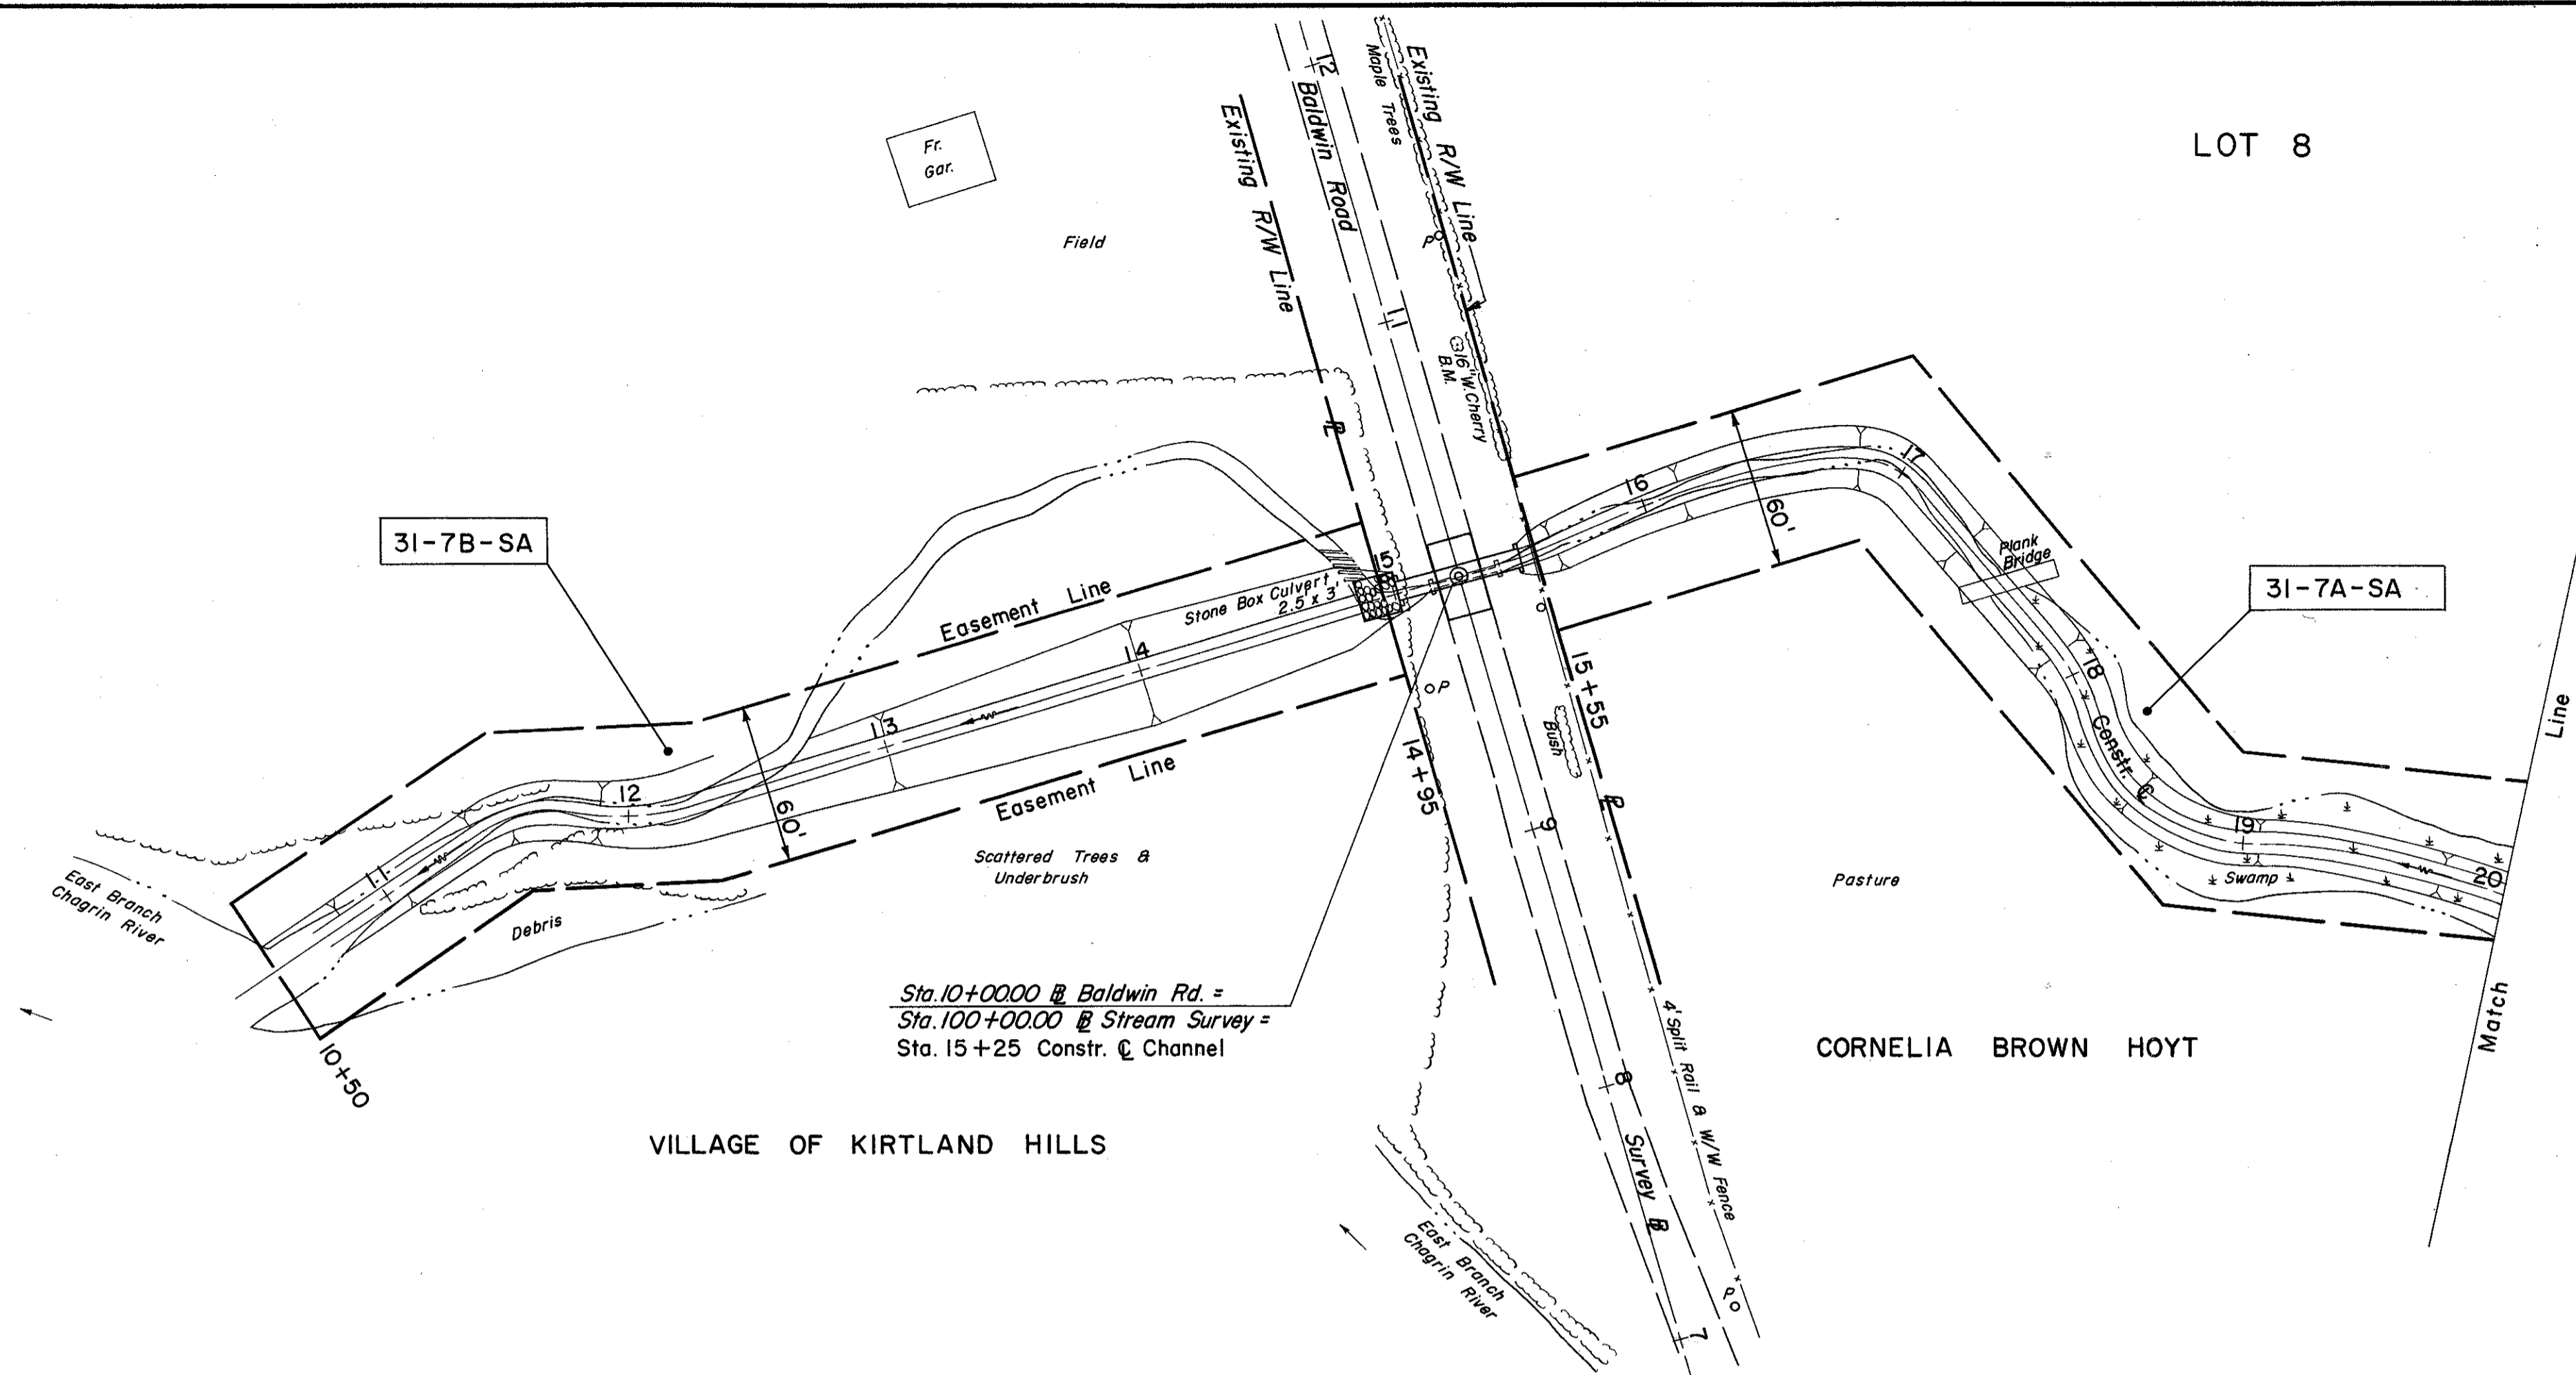 12
Baldwin Road
Maple Trees
Existing R/W Line
Existing R/W Line
LOT 8
Fr.
Gar.
Field
P
11
16" W. Cherry
B.M.
℄
31-7B-SA
Easement Line
Stone Box Culvert
2.5 x 3'
15
16
17
60'
Plank
Bridge
31-7A-SA
14
13
12
11
60'
P
15+55
14+95
Bush
9
℄
18
Constr. ℄
19
20
Swamp
Line
Match
Easement Line
Scattered Trees &
Underbrush
Pasture
East Branch
Chagrin River
Debris
10+50
Sta. 10+00.00 ℄ Baldwin Rd. =
Sta. 100+00.00 ℄ Stream Survey =
Sta. 15+25 Constr. ℄ Channel
4' Split Rail & W/W Fence
CORNELIA BROWN HOYT
8
Survey ℄
VILLAGE OF KIRTLAND HILLS
East Branch
Chagrin River
P
7